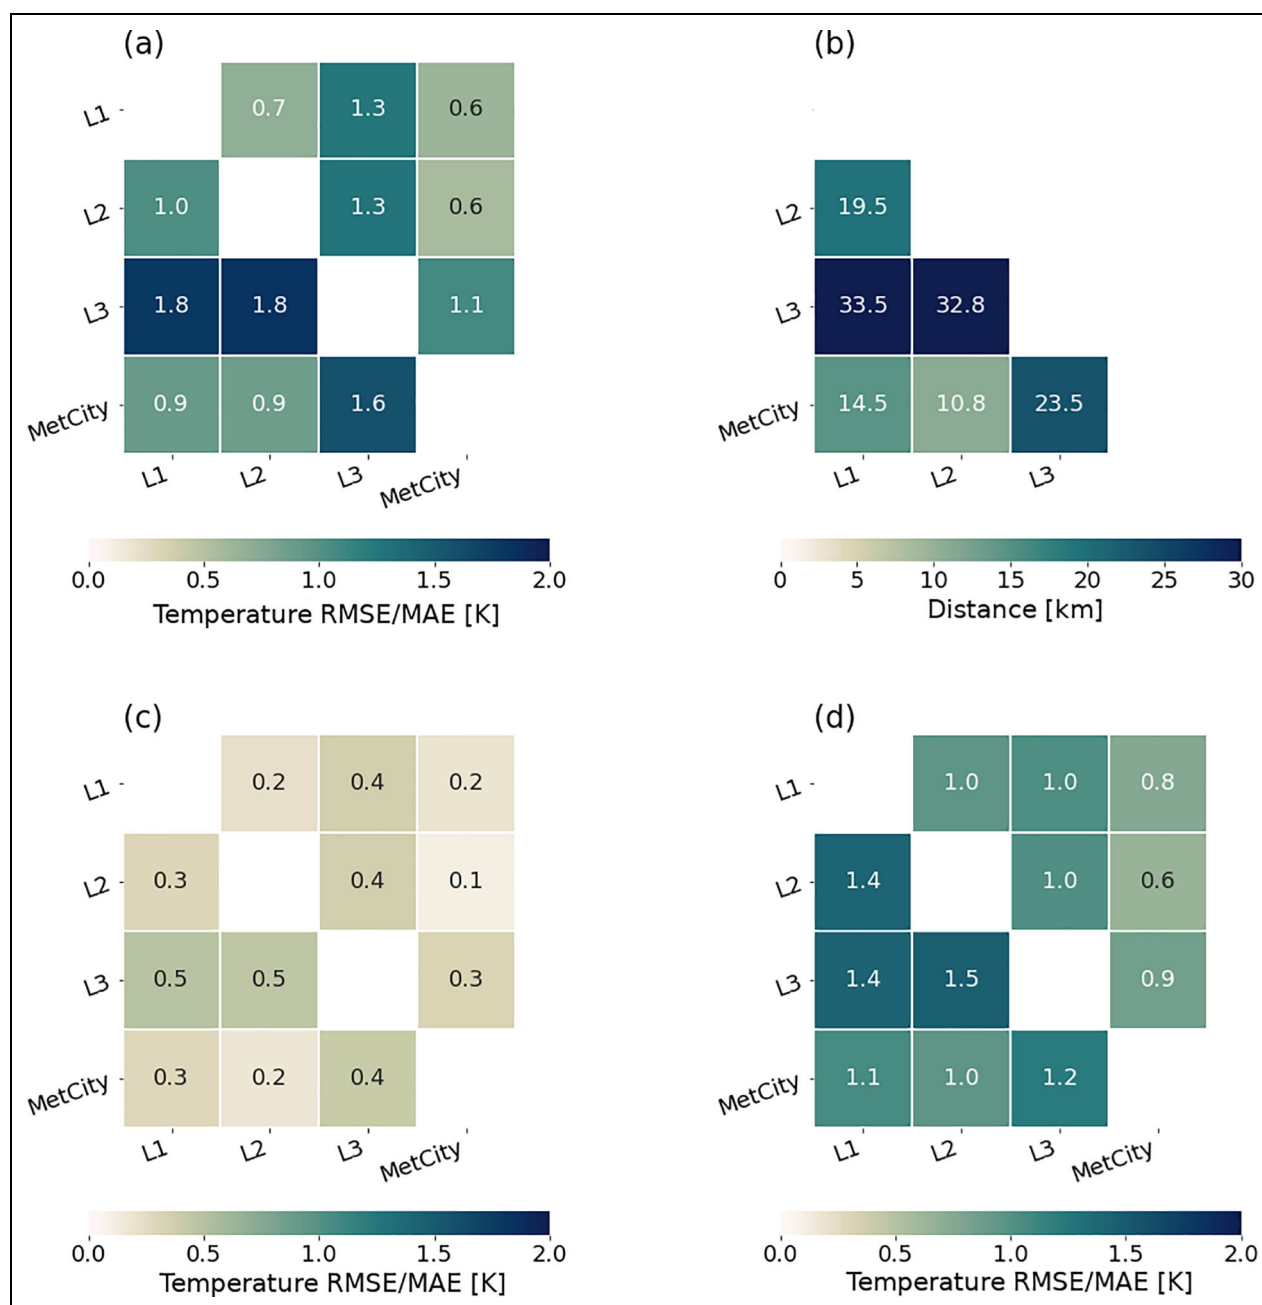 (a)
L1 0.7 1.3 0.6
L2 1.0 1.3 0.6
L3 1.8 1.8 1.1
MetCity 0.9 0.9 1.6
L1 L2 L3 MetCity
0.0 0.5 1.0 1.5 2.0
Temperature RMSE/MAE [K]
(b)
L2 19.5
L3 33.5 32.8
MetCity 14.5 10.8 23.5
L1 L2 L3
0 5 10 15 20 25 30
Distance [km]
(c)
L1 0.2 0.4 0.2
L2 0.3 0.4 0.1
L3 0.5 0.5 0.3
MetCity 0.3 0.2 0.4
L1 L2 L3 MetCity
0.0 0.5 1.0 1.5 2.0
Temperature RMSE/MAE [K]
(d)
L1 1.0 1.0 0.8
L2 1.4 1.0 0.6
L3 1.4 1.5 0.9
MetCity 1.1 1.0 1.2
L1 L2 L3 MetCity
0.0 0.5 1.0 1.5 2.0
Temperature RMSE/MAE [K]